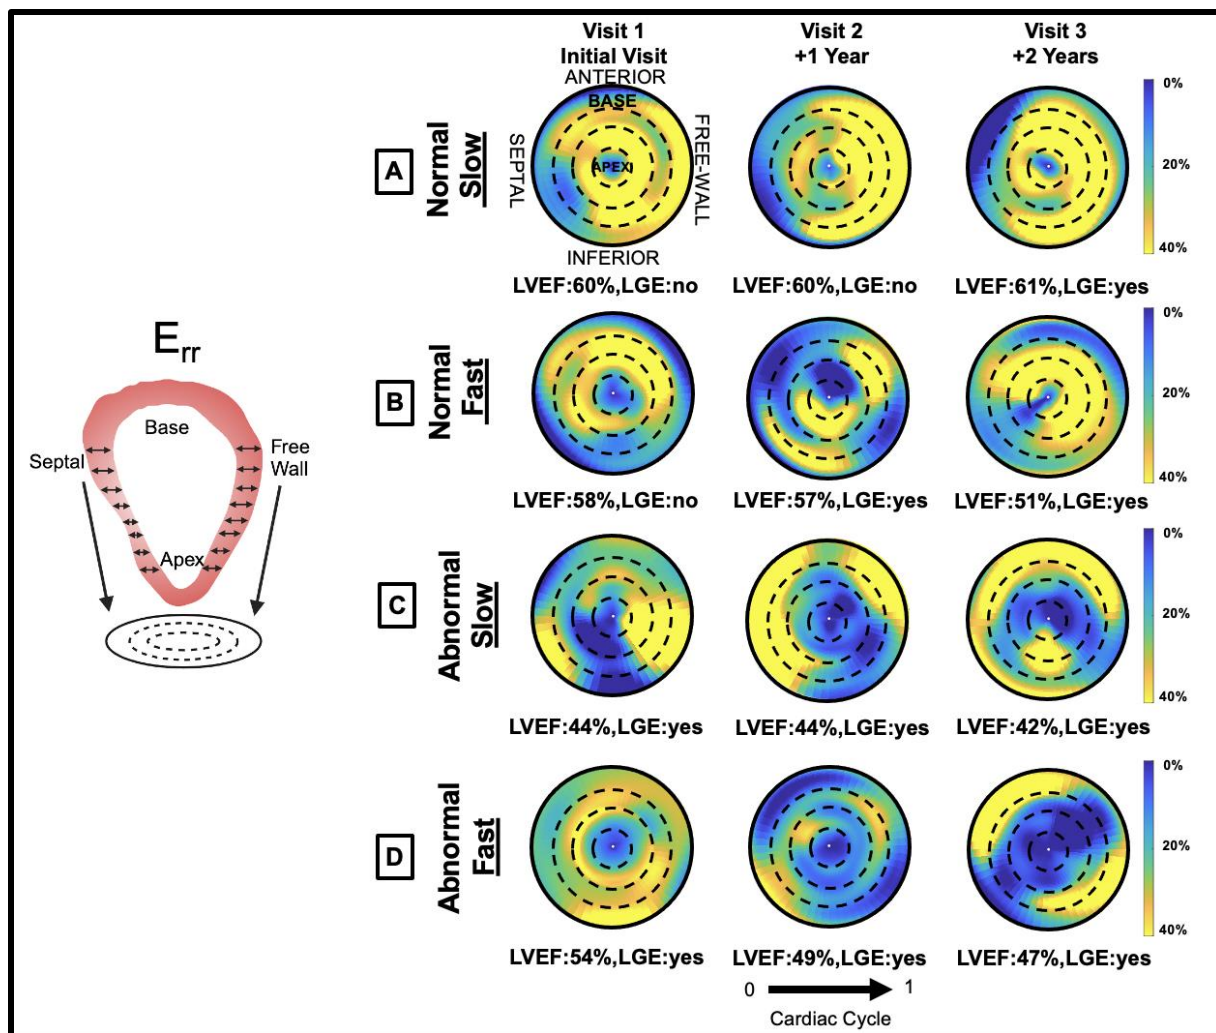 Visit 1
Initial Visit
Visit 2
+1 Year
Visit 3
+2 Years
ANTERIOR
BASE
SEPTAL
APEX
FREE-WALL
INFERIOR
A
Normal
Slow
0%
20%
40%
LVEF:60%,LGE:no
LVEF:60%,LGE:no
LVEF:61%,LGE:yes
Err
Base
Septal
Free
Wall
Apex
B
Normal
Fast
0%
20%
40%
LVEF:58%,LGE:no
LVEF:57%,LGE:yes
LVEF:51%,LGE:yes
C
Abnormal
Slow
0%
20%
40%
LVEF:44%,LGE:yes
LVEF:44%,LGE:yes
LVEF:42%,LGE:yes
D
Abnormal
Fast
0%
20%
40%
LVEF:54%,LGE:yes
LVEF:49%,LGE:yes
LVEF:47%,LGE:yes
0 1
Cardiac Cycle